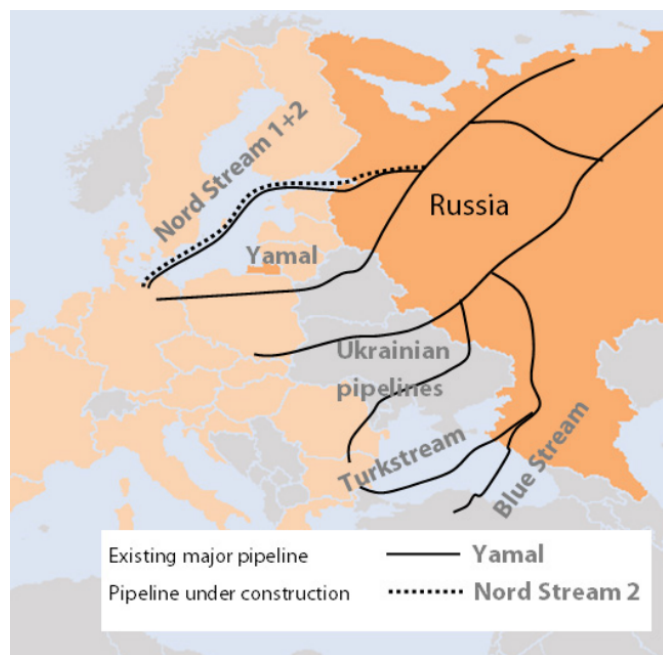 Nord Stream 1+2
Russia
Yamal
Ukrainian
pipelines
Turkstream
Blue Stream
Existing major pipeline Yamal
Pipeline under construction Nord Stream 2